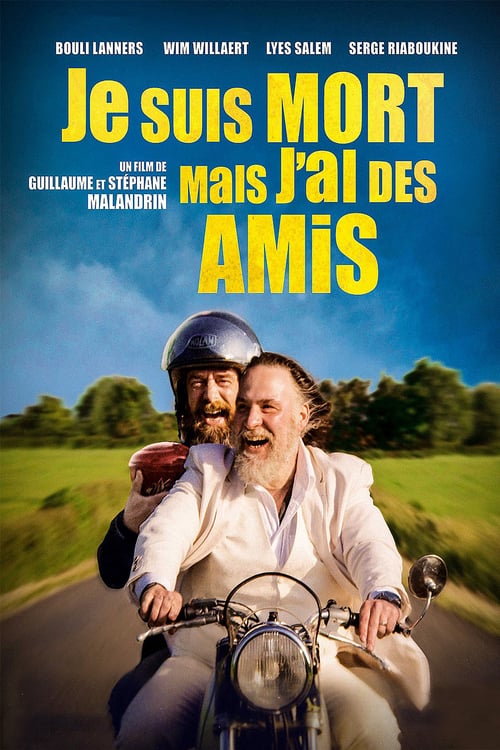 BOULI LANNERS WIM WILLAERT LYES SALEM SERGE RIABOUKINE
Je suis MORT
UN FILM DE
GUILLAUME ET STÉPHANE
MALANDRIN
Mais J'ai DES
AMiS
NOLAN